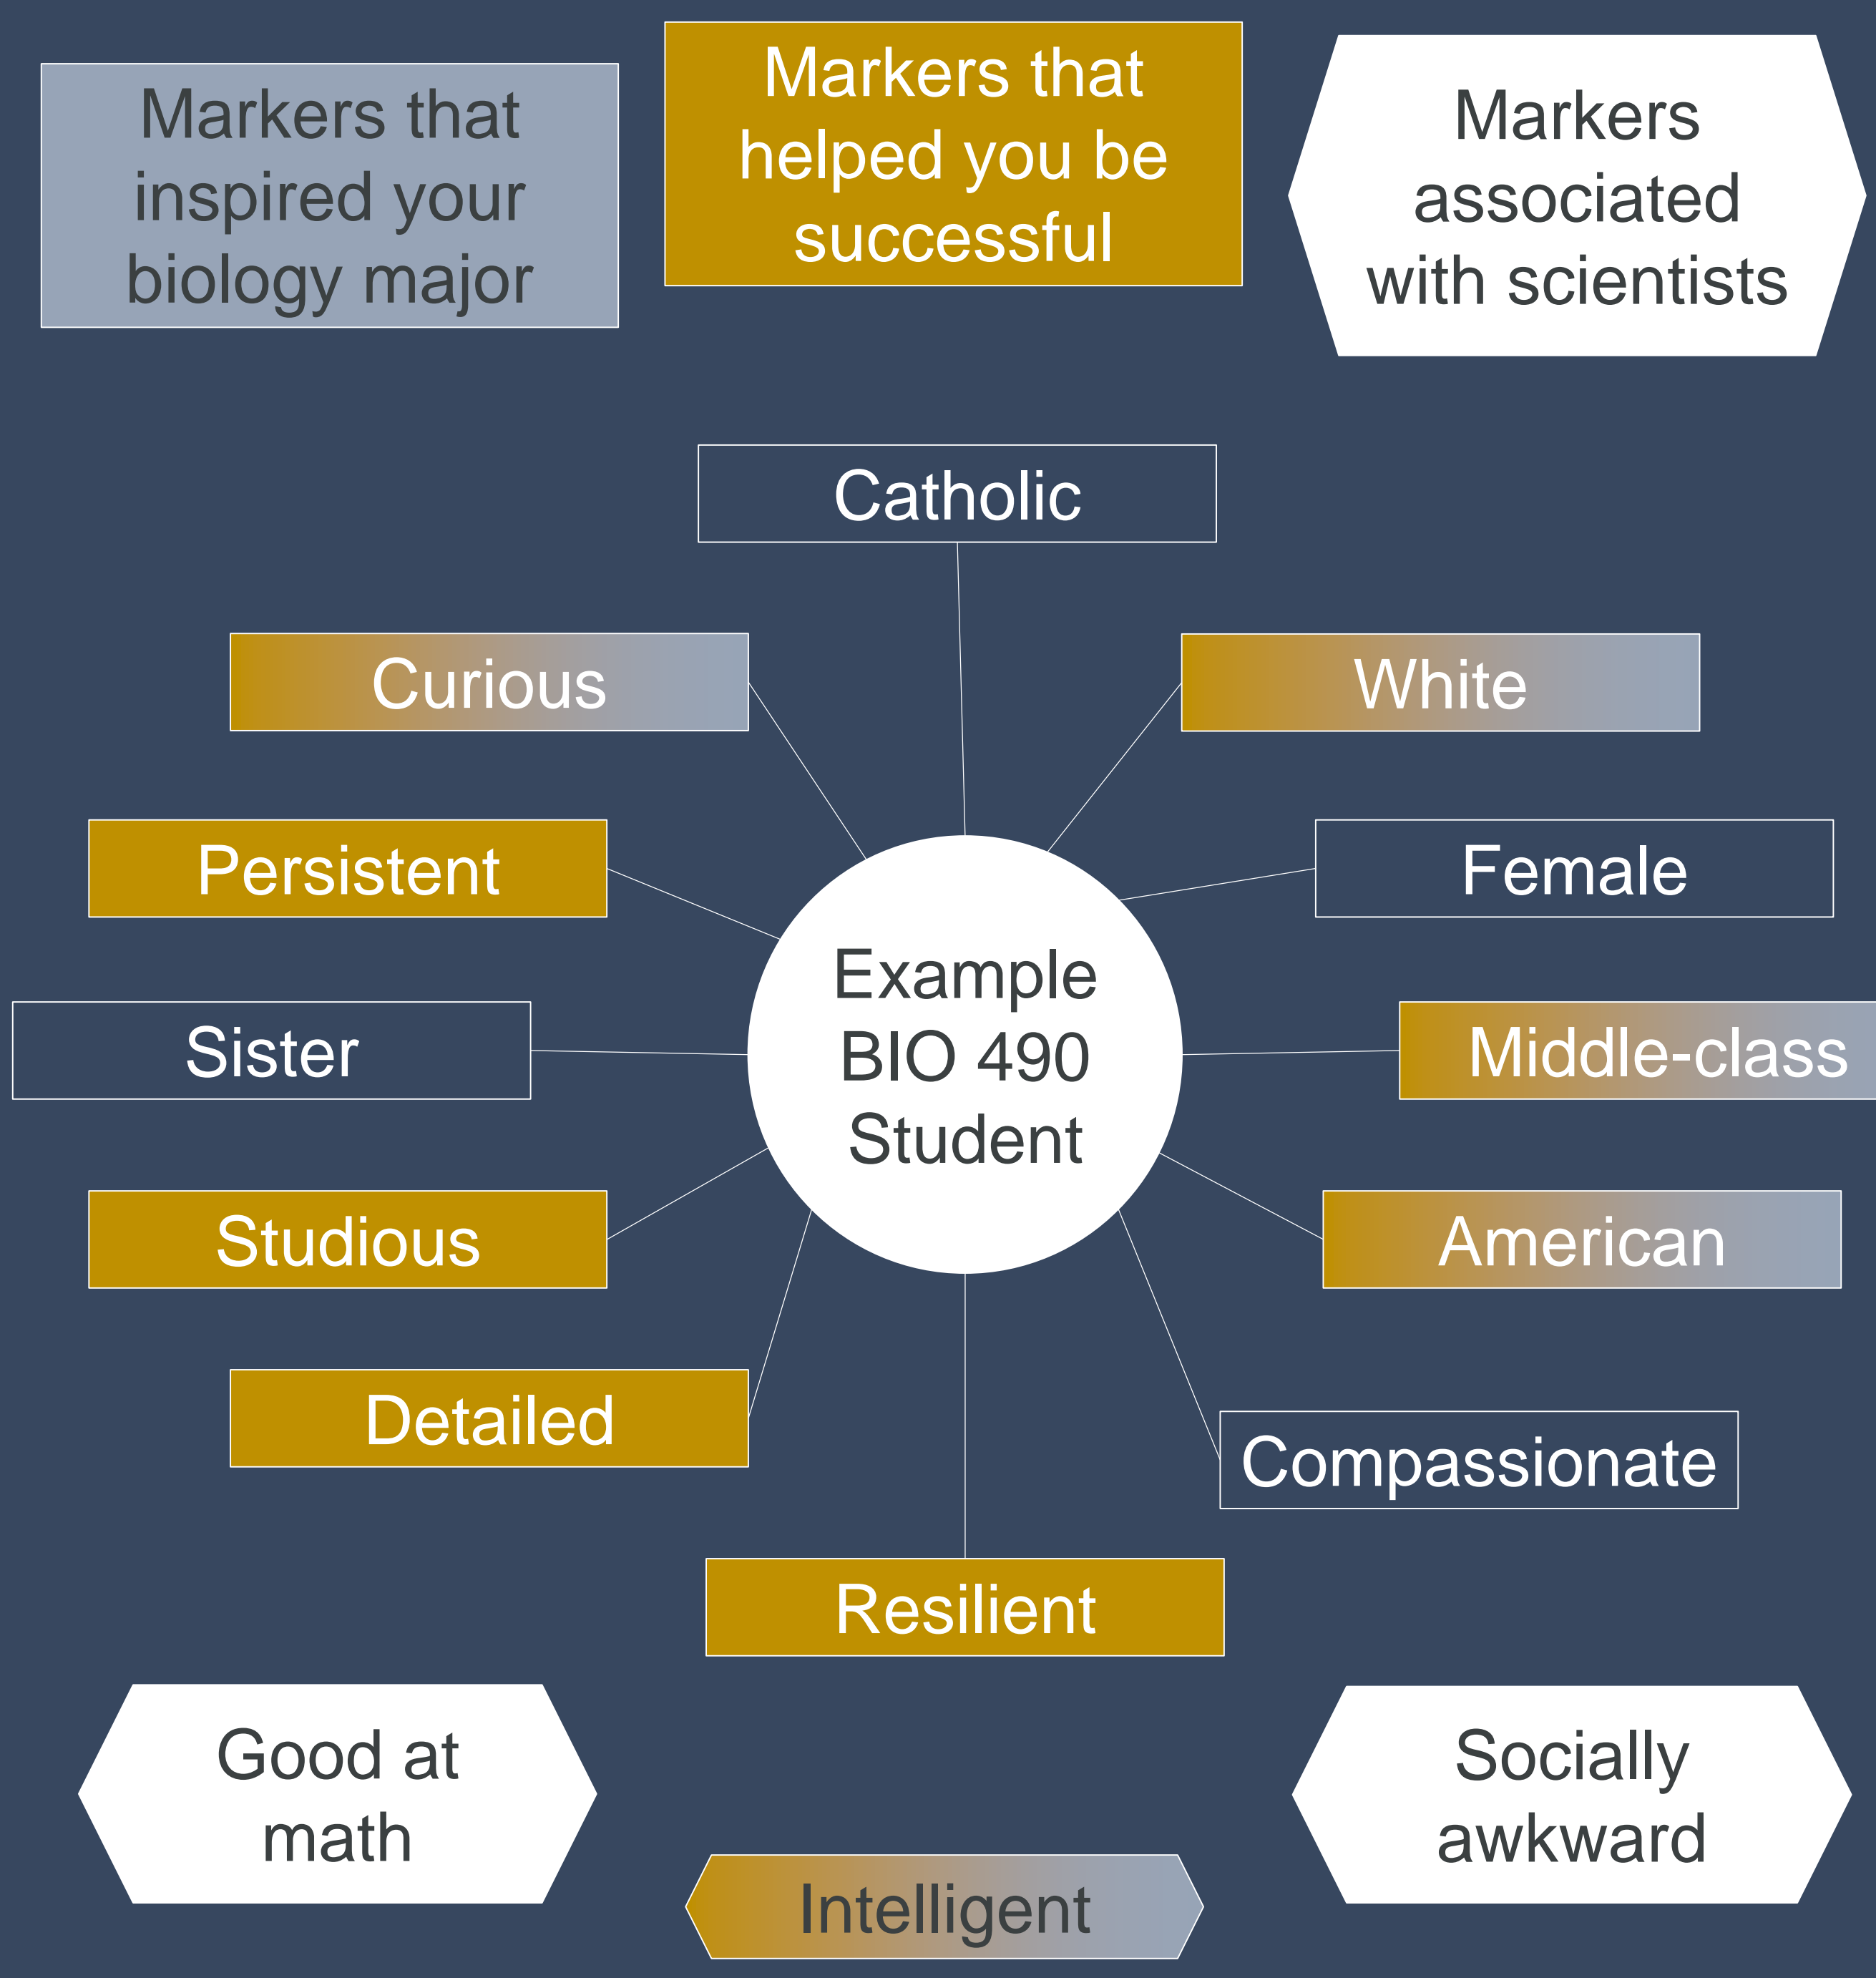 Markers that
inspired your
biology major
Markers that
helped you be
successful
Markers
associated
with scientists
Catholic
Curious
White
Persistent
Female
Example
BIO 490
Student
Sister
Middle-class
Studious
American
Detailed
Compassionate
Resilient
Good at
math
Socially
awkward
Intelligent